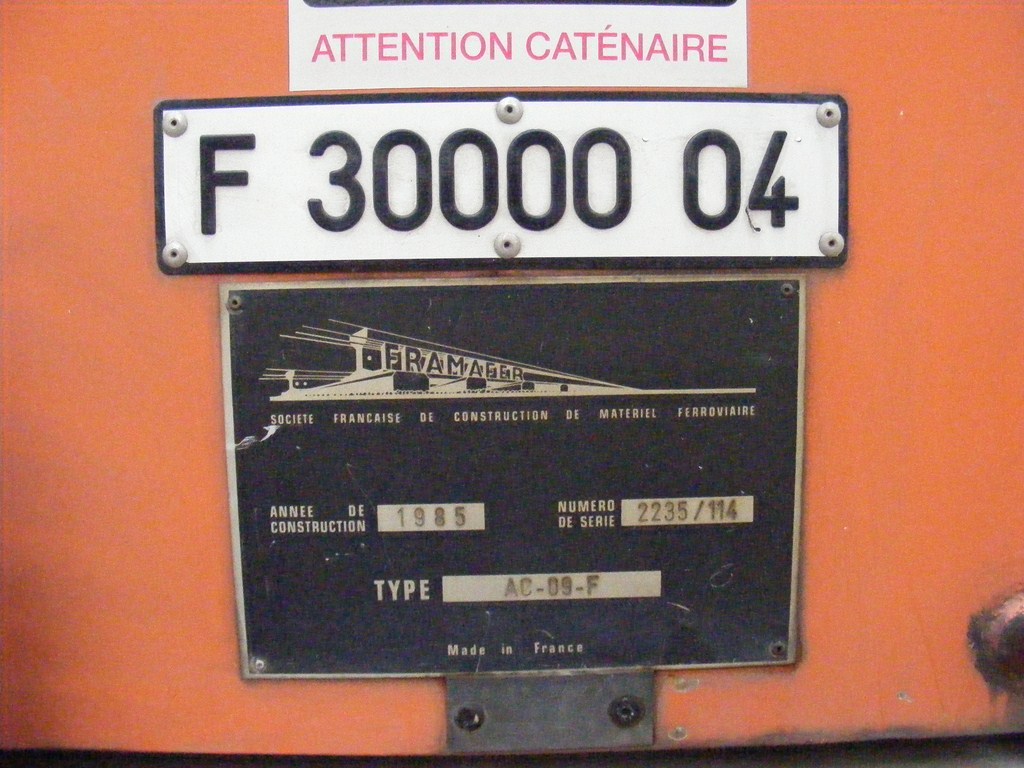 ATTENTION CATÉNAIRE
F 30000 04
FRAMAFER
SOCIETE FRANCAISE DE CONSTRUCTION DE MATERIEL FERROVIAIRE
ANNEE DE CONSTRUCTION 1985
NUMERO DE SERIE 2235/114
TYPE AC-09-F
Made in France